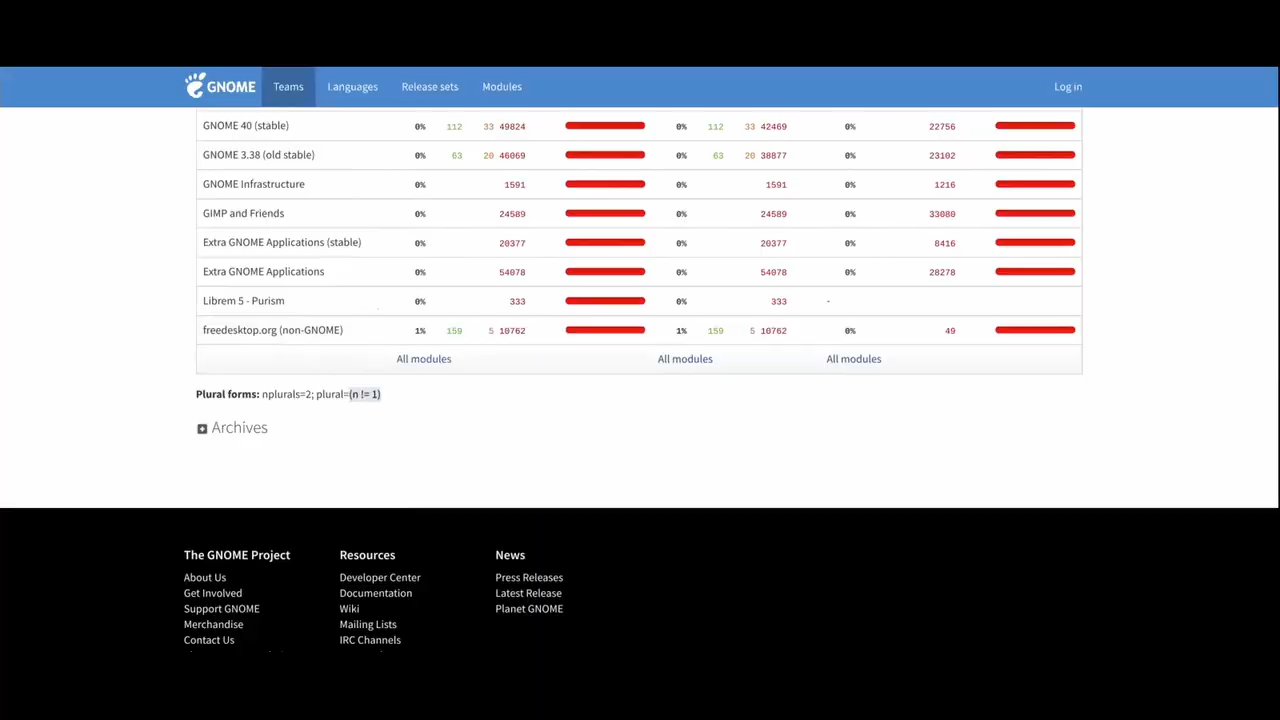 GNOME Teams Languages Release sets Modules Log in
GNOME 40 (stable) 0% 112 33 49824 0% 112 33 42469 0% 22756
GNOME 3.38 (old stable) 0% 63 20 46069 0% 63 20 38877 0% 23102
GNOME Infrastructure 0% 1591 0% 1591 0% 1216
GIMP and Friends 0% 24589 0% 24589 0% 33080
Extra GNOME Applications (stable) 0% 20377 0% 20377 0% 8416
Extra GNOME Applications 0% 54078 0% 54078 0% 28278
Librem 5 - Purism 0% 333 0% 333 -
freedesktop.org (non-GNOME) 1% 159 5 10762 1% 159 5 10762 0% 49
All modules All modules All modules
Plural forms: nplurals=2; plural=(n != 1)
Archives
The GNOME Project Resources News
About Us Developer Center Press Releases
Get Involved Documentation Latest Release
Support GNOME Wiki Planet GNOME
Merchandise Mailing Lists
Contact Us IRC Channels